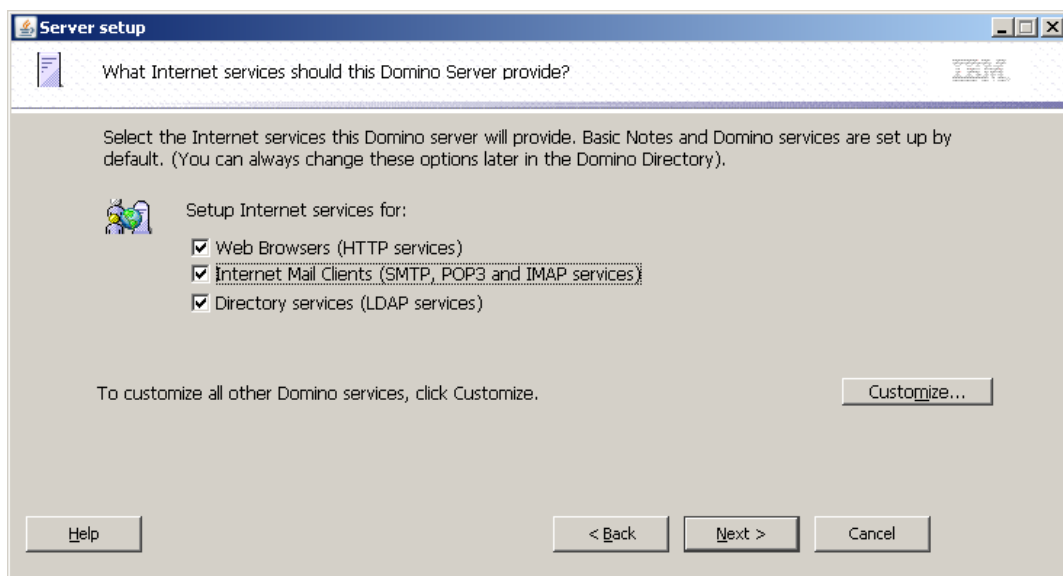 Server setup
What Internet services should this Domino Server provide?
IBM
Select the Internet services this Domino server will provide. Basic Notes and Domino services are set up by
default. (You can always change these options later in the Domino Directory).
Setup Internet services for:
Web Browsers (HTTP services)
Internet Mail Clients (SMTP, POP3 and IMAP services)
Directory services (LDAP services)
To customize all other Domino services, click Customize.
Customize...
Help
< Back
Next >
Cancel